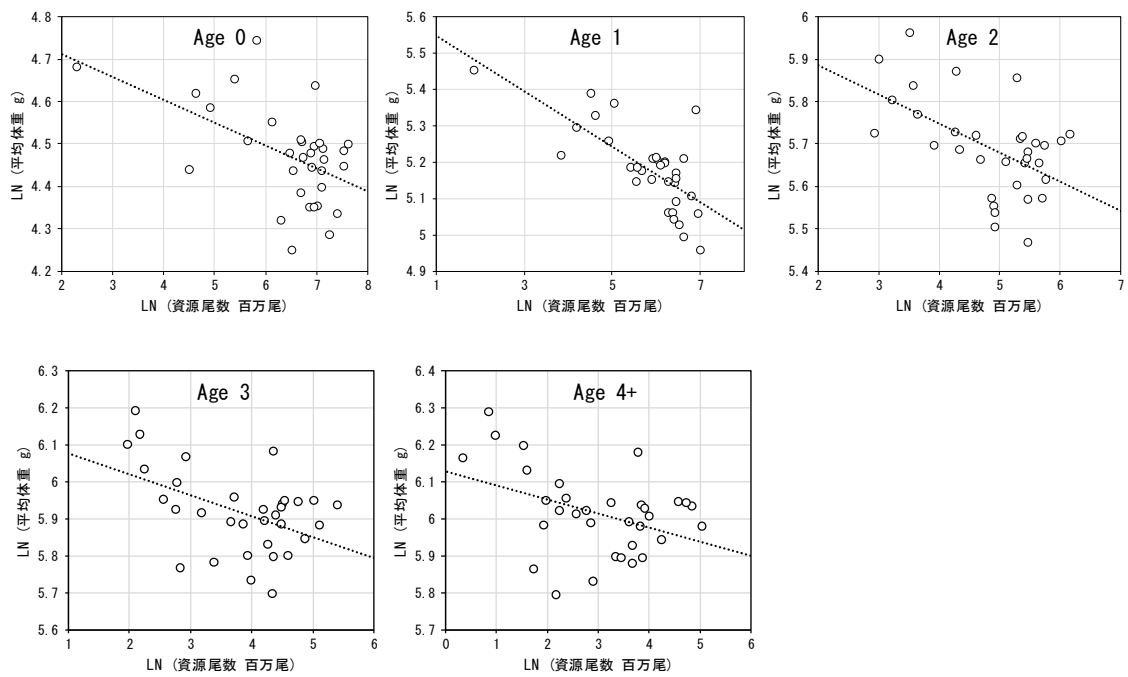 Age 0
4.8
4.7
4.6
4.5
4.4
4.3
4.2
2 3 4 5 6 7 8
LN (平均体重 g)
LN (資源尾数 百万尾)
Age 1
5.6
5.5
5.4
5.3
5.2
5.1
5
4.9
1 3 5 7
LN (平均体重 g)
LN (資源尾数 百万尾)
Age 2
6
5.9
5.8
5.7
5.6
5.5
5.4
2 3 4 5 6 7
LN (平均体重 g)
LN (資源尾数 百万尾)
Age 3
6.3
6.2
6.1
6
5.9
5.8
5.7
5.6
1 2 3 4 5 6
LN (平均体重 g)
LN (資源尾数 百万尾)
Age 4+
6.4
6.3
6.2
6.1
6
5.9
5.8
5.7
0 1 2 3 4 5 6
LN (平均体重 g)
LN (資源尾数 百万尾)